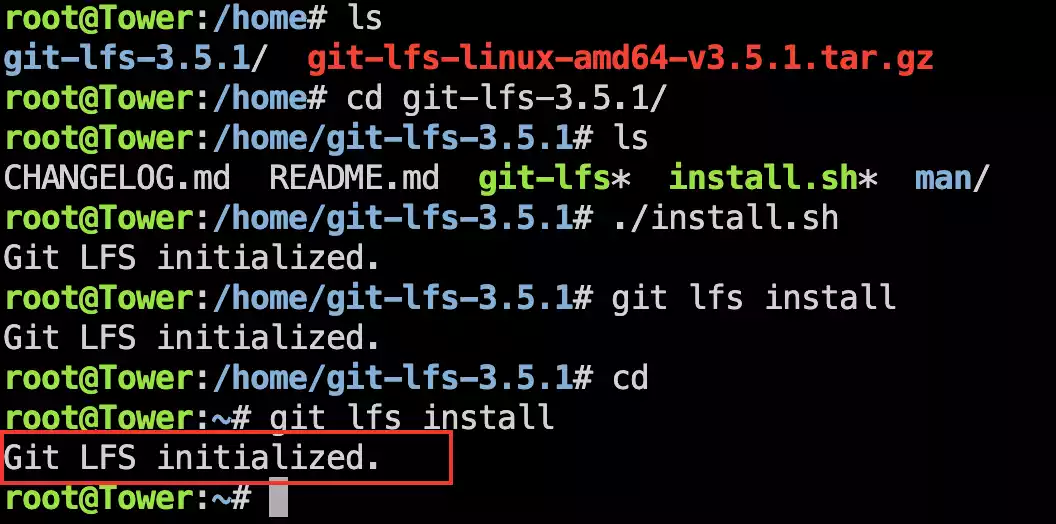 root@Tower:/home# ls
git-lfs-3.5.1/  git-lfs-linux-amd64-v3.5.1.tar.gz
root@Tower:/home# cd git-lfs-3.5.1/
root@Tower:/home/git-lfs-3.5.1# ls
CHANGELOG.md  README.md  git-lfs*  install.sh*  man/
root@Tower:/home/git-lfs-3.5.1# ./install.sh
Git LFS initialized.
root@Tower:/home/git-lfs-3.5.1# git lfs install
Git LFS initialized.
root@Tower:/home/git-lfs-3.5.1# cd
root@Tower:~# git lfs install
Git LFS initialized.
root@Tower:~#